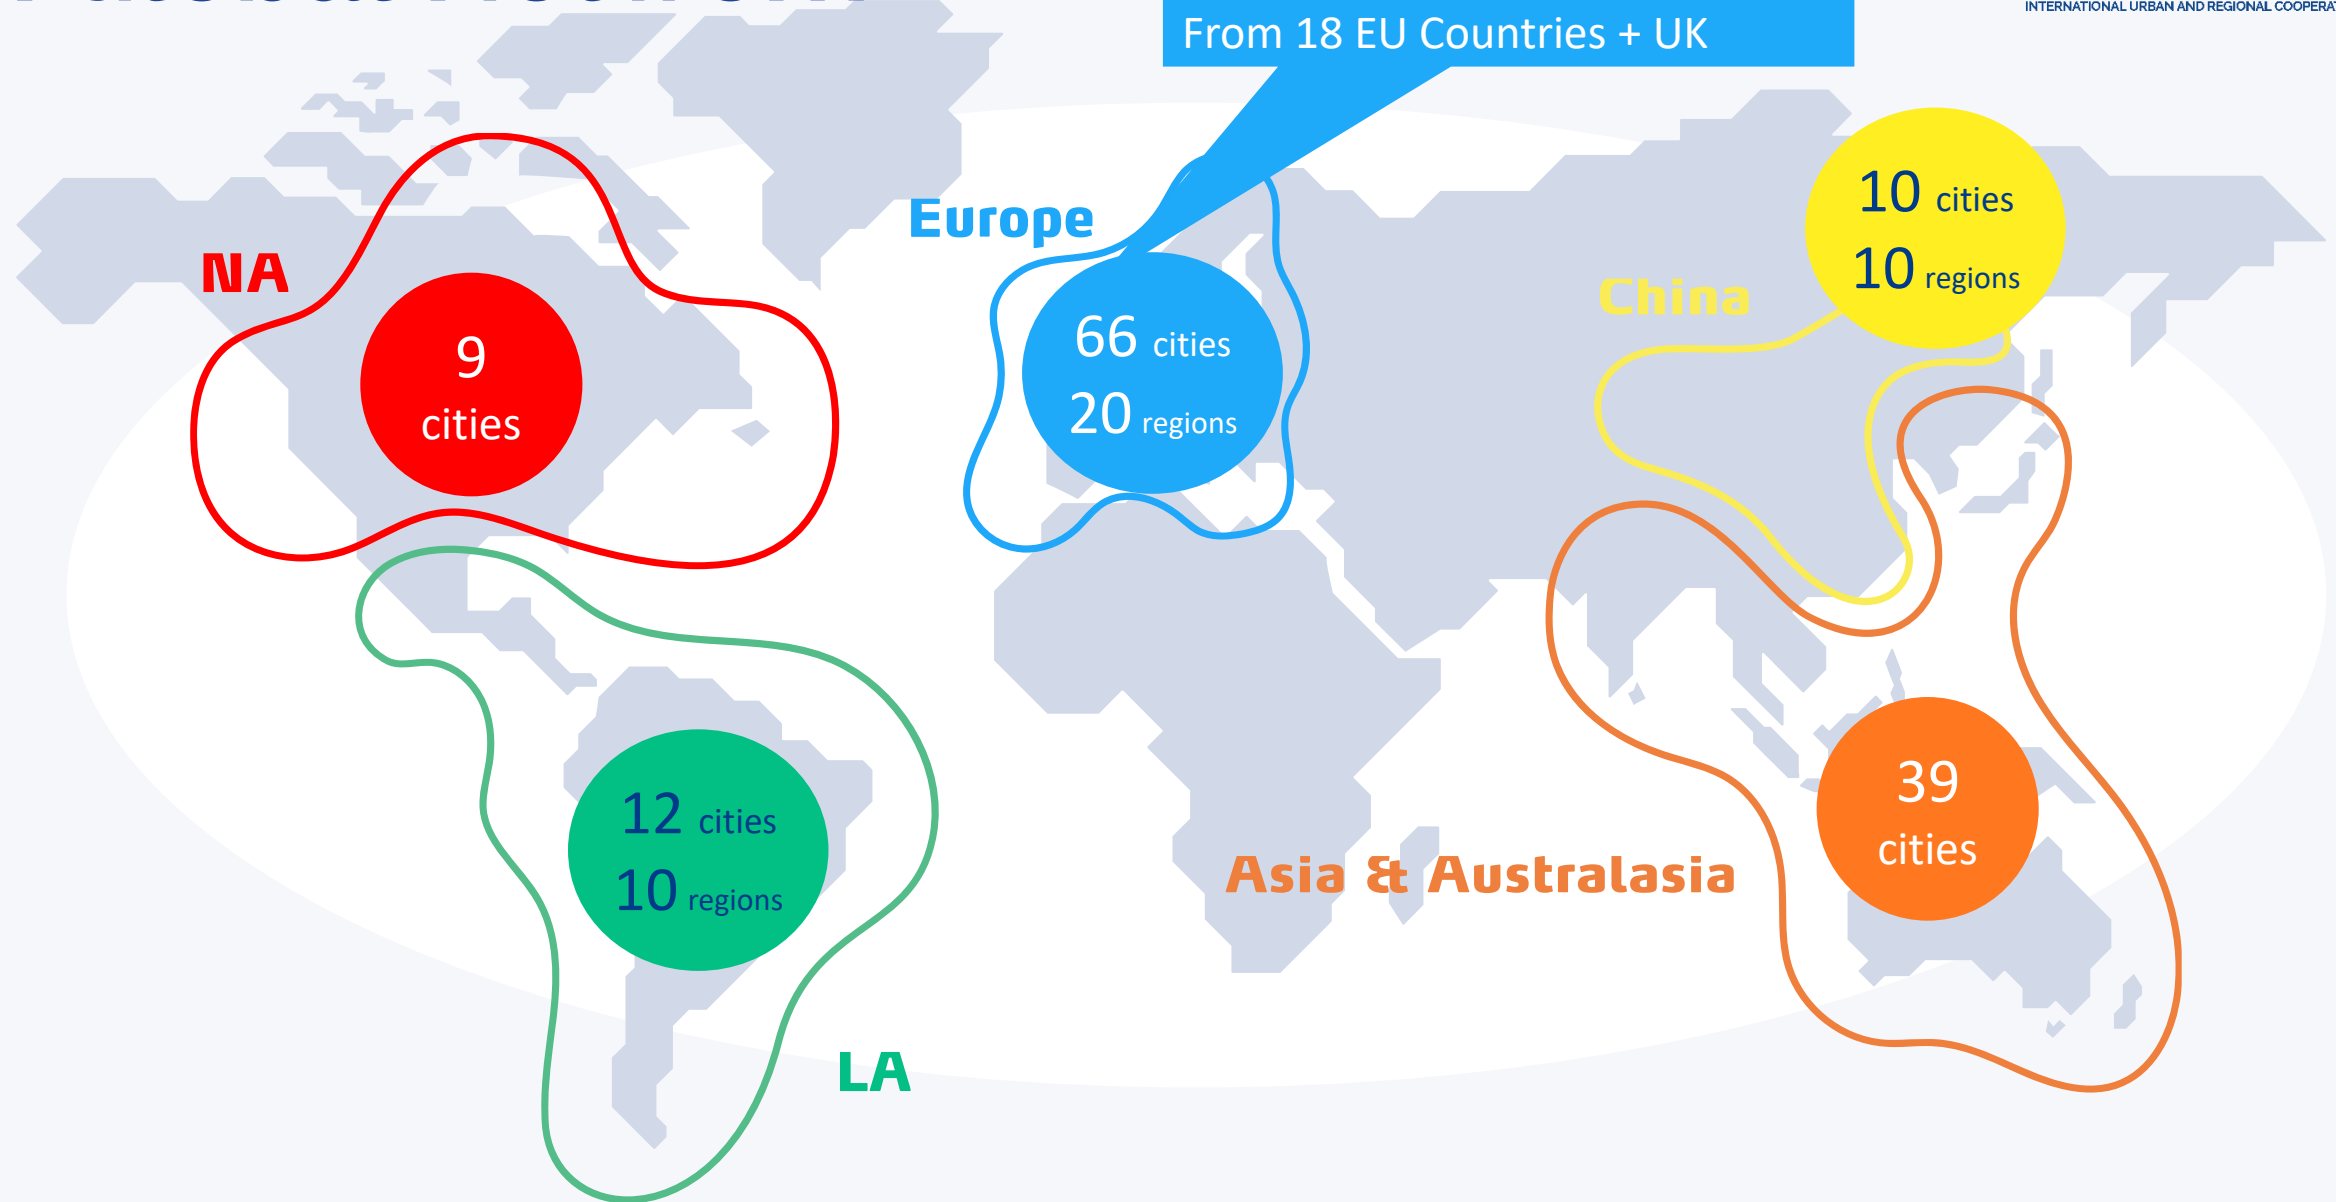 INTERNATIONAL URBAN AND REGIONAL
From 18 EU Countries + UK
10 cities
10 regions
Europe
NA
China
66 cities
20 regions
9
cities
39
cities
12 cities
10 regions
Asia & Australasia
LA